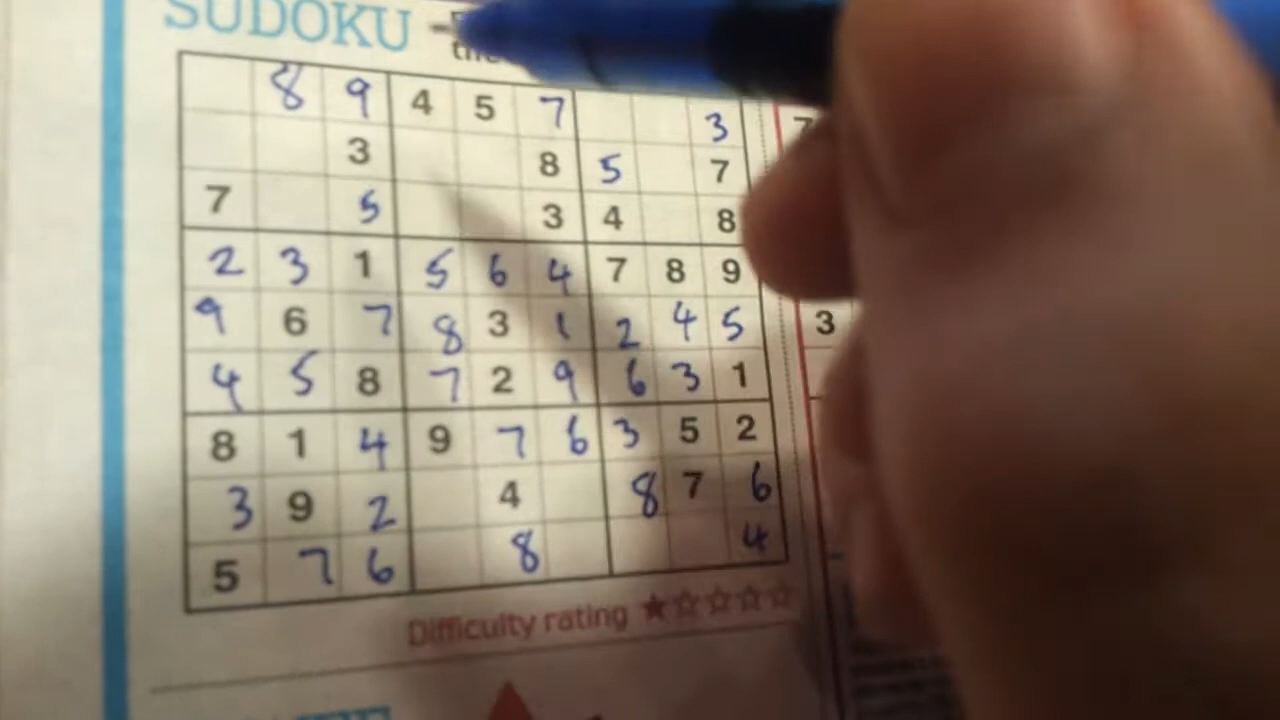 SUDOKU
8 9 4 5 7 3
3 8 5 7
7 5 3 4 8
2 3 1 5 6 4 7 8 9
9 6 7 8 3 1 2 4 5 3
4 5 8 7 2 9 6 3 1
8 1 4 9 7 6 3 5 2
3 9 2 4 8 7 6
5 7 6 8 4
Difficulty rating ★☆☆☆☆